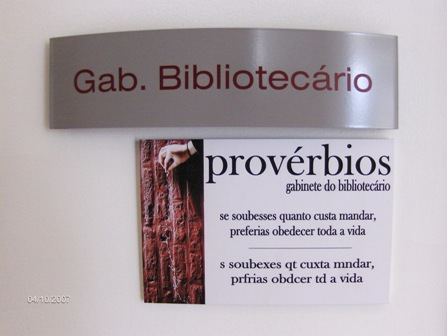 Gab. Bibliotecário
provérbios
gabinete do bibliotecário
se soubesses quanto custa mandar,
preferias obedecer toda a vida
s soubexes qt cuxta mndar,
prfrias obdcer td a vida
04/10/2007